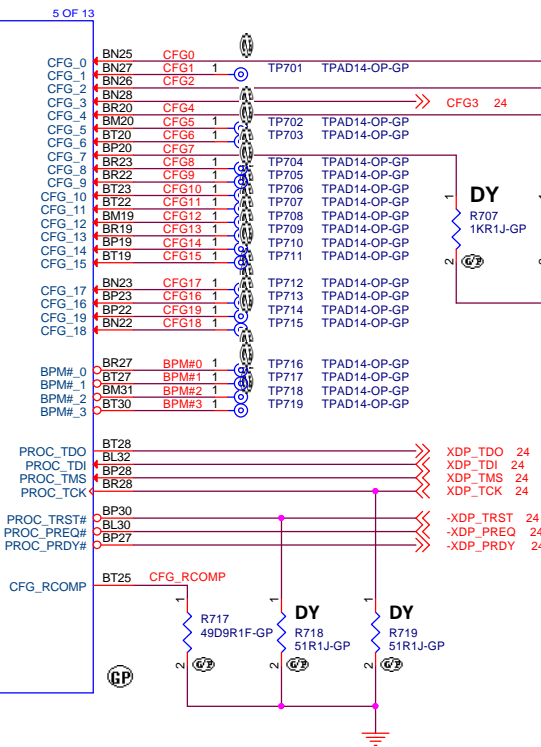 5 OF 13
CFG_0 BN25 CFG0
CFG_1 BN27 CFG1 1 TP701 TPAD14-OP-GP
CFG_2 BN26 CFG2
CFG_3 BN28 CFG3 24
CFG_4 BR20 CFG4
CFG_5 BM20 CFG5 1 TP702 TPAD14-OP-GP
CFG_6 BT20 CFG6 1 TP703 TPAD14-OP-GP
CFG_7 BP20 CFG7
CFG_8 BR23 CFG8 1 TP704 TPAD14-OP-GP
CFG_9 BR22 CFG9 1 TP705 TPAD14-OP-GP
CFG_10 BT23 CFG10 1 TP706 TPAD14-OP-GP
CFG_11 BT22 CFG11 1 TP707 TPAD14-OP-GP
CFG_12 BM19 CFG12 1 TP708 TPAD14-OP-GP
CFG_13 BR19 CFG13 1 TP709 TPAD14-OP-GP
CFG_14 BP19 CFG14 1 TP710 TPAD14-OP-GP
CFG_15 BT19 CFG15 1 TP711 TPAD14-OP-GP
1 DY
R707
1KR1J-GP
2 G/P
CFG_17 BN23 CFG17 1 TP712 TPAD14-OP-GP
CFG_16 BP23 CFG16 1 TP713 TPAD14-OP-GP
CFG_19 BP22 CFG19 1 TP714 TPAD14-OP-GP
CFG_18 BN22 CFG18 1 TP715 TPAD14-OP-GP
BPM#_0 BR27 BPM#0 1 TP716 TPAD14-OP-GP
BPM#_1 BT27 BPM#1 1 TP717 TPAD14-OP-GP
BPM#_2 BM31 BPM#2 1 TP718 TPAD14-OP-GP
BPM#_3 BT30 BPM#3 1 TP719 TPAD14-OP-GP
PROC_TDO BT28 XDP_TDO 24
PROC_TDI BL32 XDP_TDI 24
PROC_TMS BP28 XDP_TMS 24
PROC_TCK BR28 XDP_TCK 24
PROC_TRST# BP30 -XDP_TRST 24
PROC_PREQ# BL30 -XDP_PREQ 24
PROC_PRDY# BP27 -XDP_PRDY 24
CFG_RCOMP BT25 CFG_RCOMP
1 1 DY 1 DY
R717 R718 R719
49D9R1F-GP 51R1J-GP 51R1J-GP
2 G/P 2 G/P 2 G/P
GP